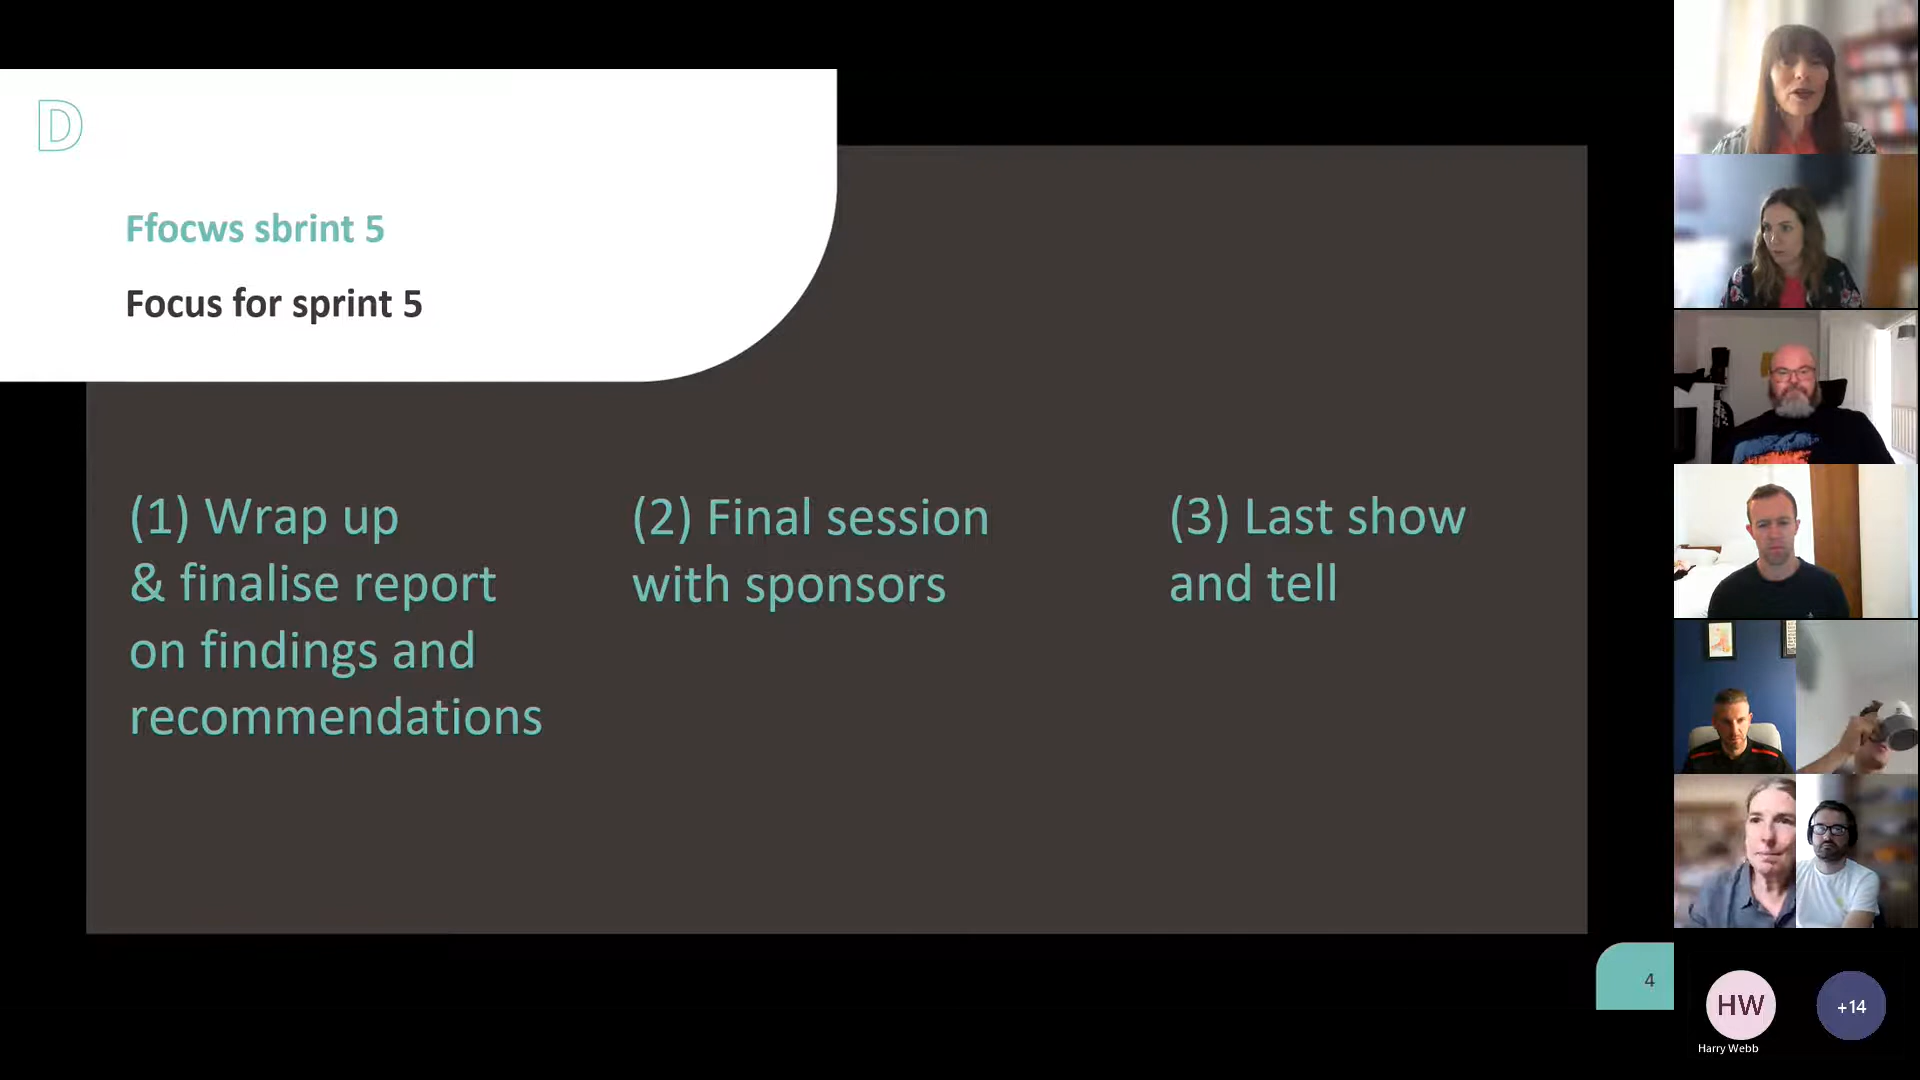 D
Ffocws sbrint 5
Focus for sprint 5
(1) Wrap up
& finalise report
on findings and
recommendations
(2) Final session
with sponsors
(3) Last show
and tell
4
HW
+14
Harry Webb